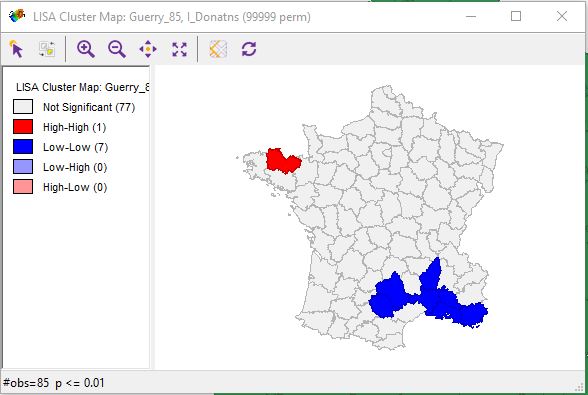 LISA Cluster Map: Guerry_85, I_Donatns (99999 perm)
LISA Cluster Map: Guerry_8
Not Significant (77)
High-High (1)
Low-Low (7)
Low-High (0)
High-Low (0)
#obs=85 p <= 0.01